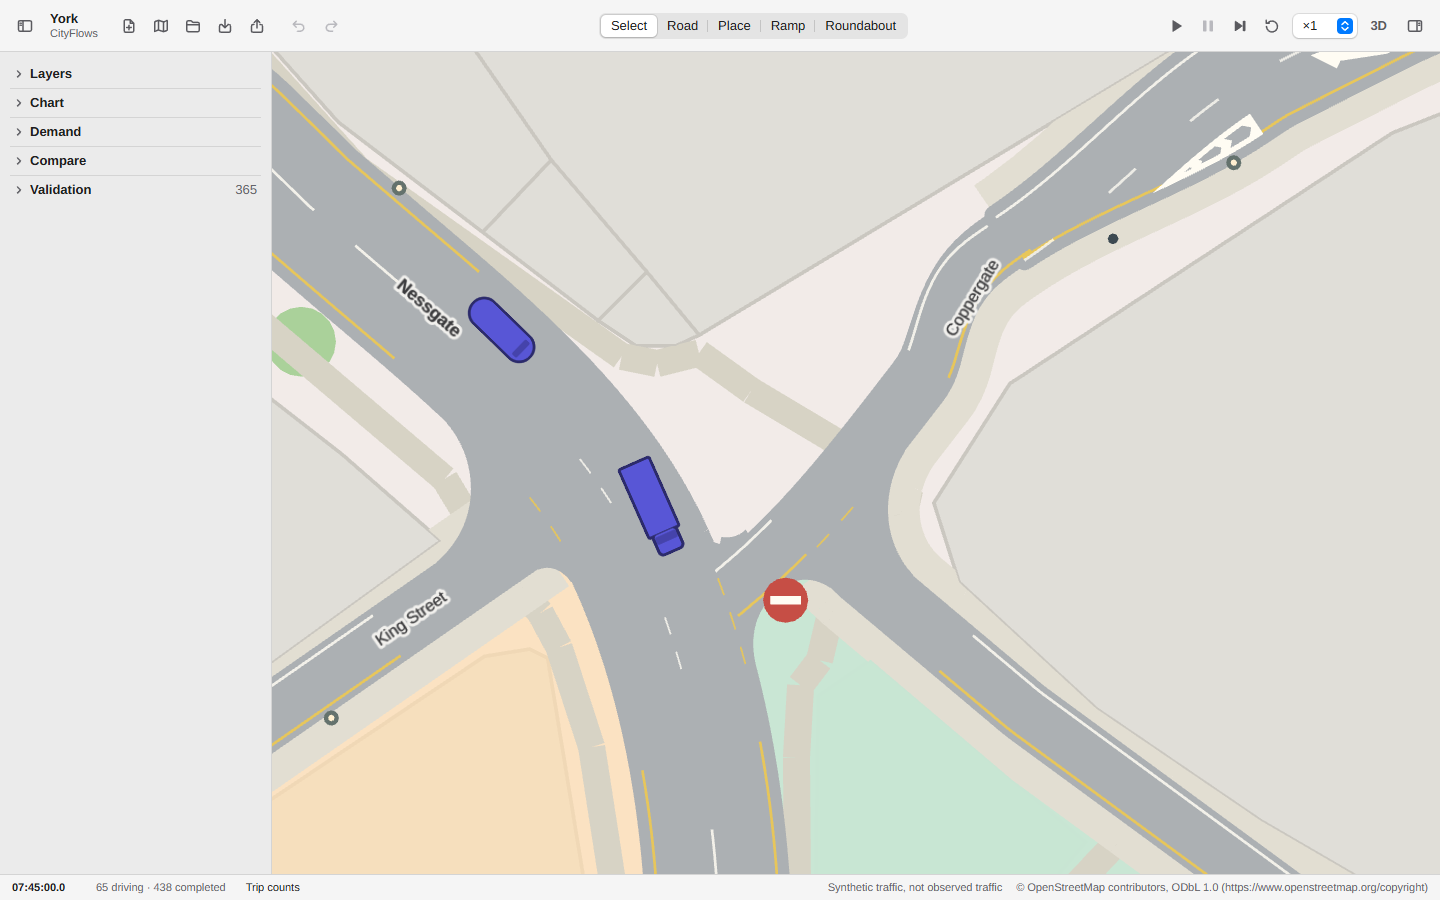 York
CityFlows
Select
Road
Place
Ramp
Roundabout
×1
3D
Layers
Chart
Demand
Compare
Validation
365
Nessgate
Coppergate
King Street
07:45:00.0
65 driving · 438 completed
Trip counts
Synthetic traffic, not observed traffic
© OpenStreetMap contributors, ODbL 1.0 (https://www.openstreetmap.org/copyright)